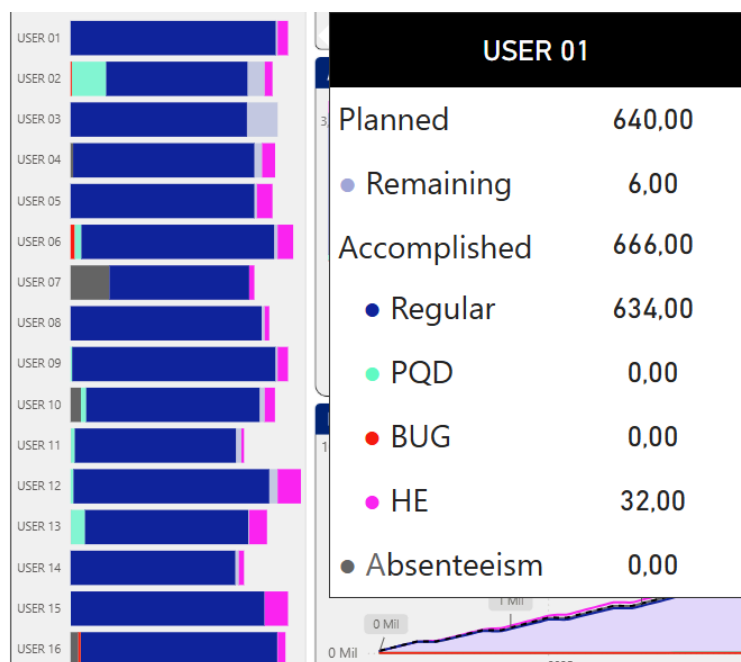 USER 01
USER 02
USER 03
USER 04
USER 05
USER 06
USER 07
USER 08
USER 09
USER 10
USER 11
USER 12
USER 13
USER 14
USER 15
USER 16
USER 01
Planned 640,00
Remaining 6,00
Accomplished 666,00
Regular 634,00
PQD 0,00
BUG 0,00
HE 32,00
Absenteeism 0,00
1 Mil
0 Mil
0 Mil